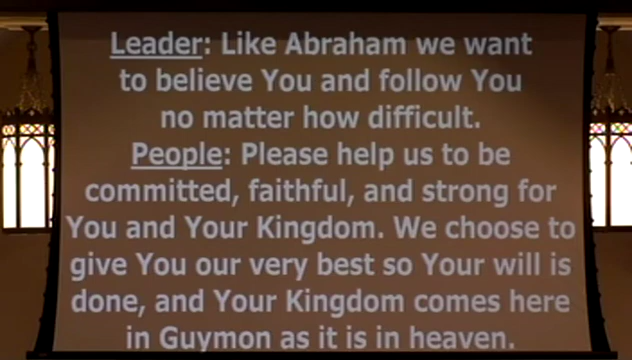 Leader: Like Abraham we want
to believe You and follow You
no matter how difficult.
People: Please help us to be
committed, faithful, and strong for
You and Your Kingdom. We choose to
give You our very best so Your will is
done, and Your Kingdom comes here
in Guymon as it is in heaven.